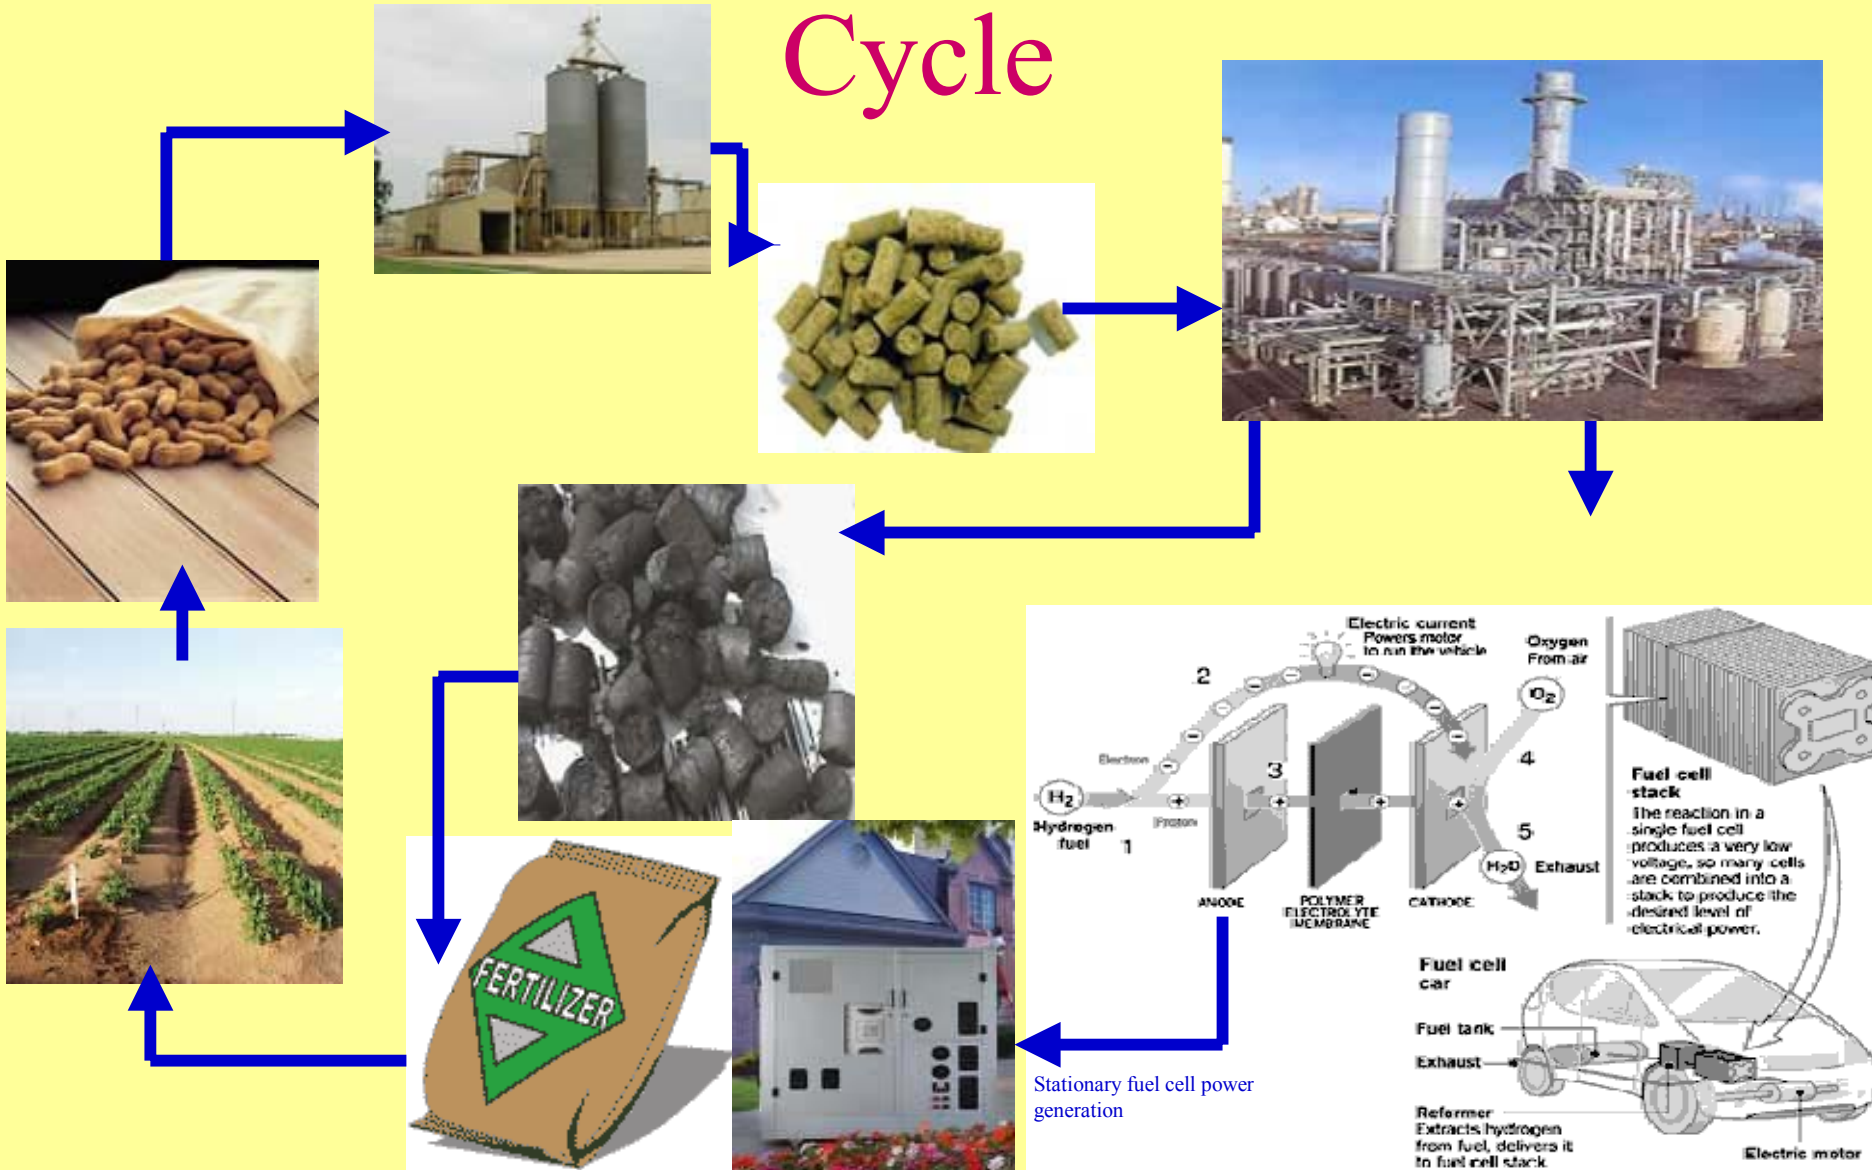 Cycle
Electric current
Powers motor
to run the vehicle
Oxygen
From air
2
O2
Electron
3
4
H2
Proton
Hydrogen
fuel
1
5
H2O
Exhaust
ANODE
POLYMER
ELECTROLYTE
MEMBRANE
CATHODE
Fuel cell
stack
The reaction in a
single fuel cell
produces a very low
voltage, so many cells
are combined into a
stack to produce the
desired level of
electrical power.
FERTILIZER
Stationary fuel cell power
generation
Fuel cell
car
Fuel tank
Exhaust
Reformer
Extracts hydrogen
from fuel, delivers it
to fuel cell stack
Electric motor